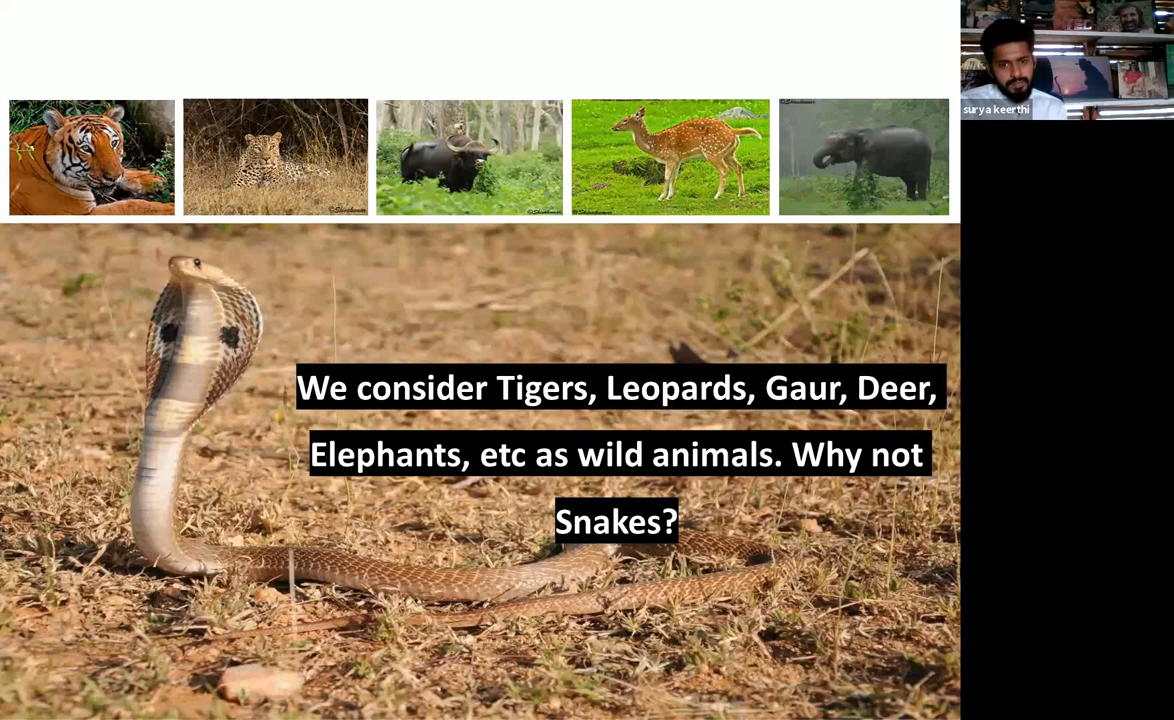 surya keerthi
We consider Tigers, Leopards, Gaur, Deer,
Elephants, etc as wild animals. Why not
Snakes?